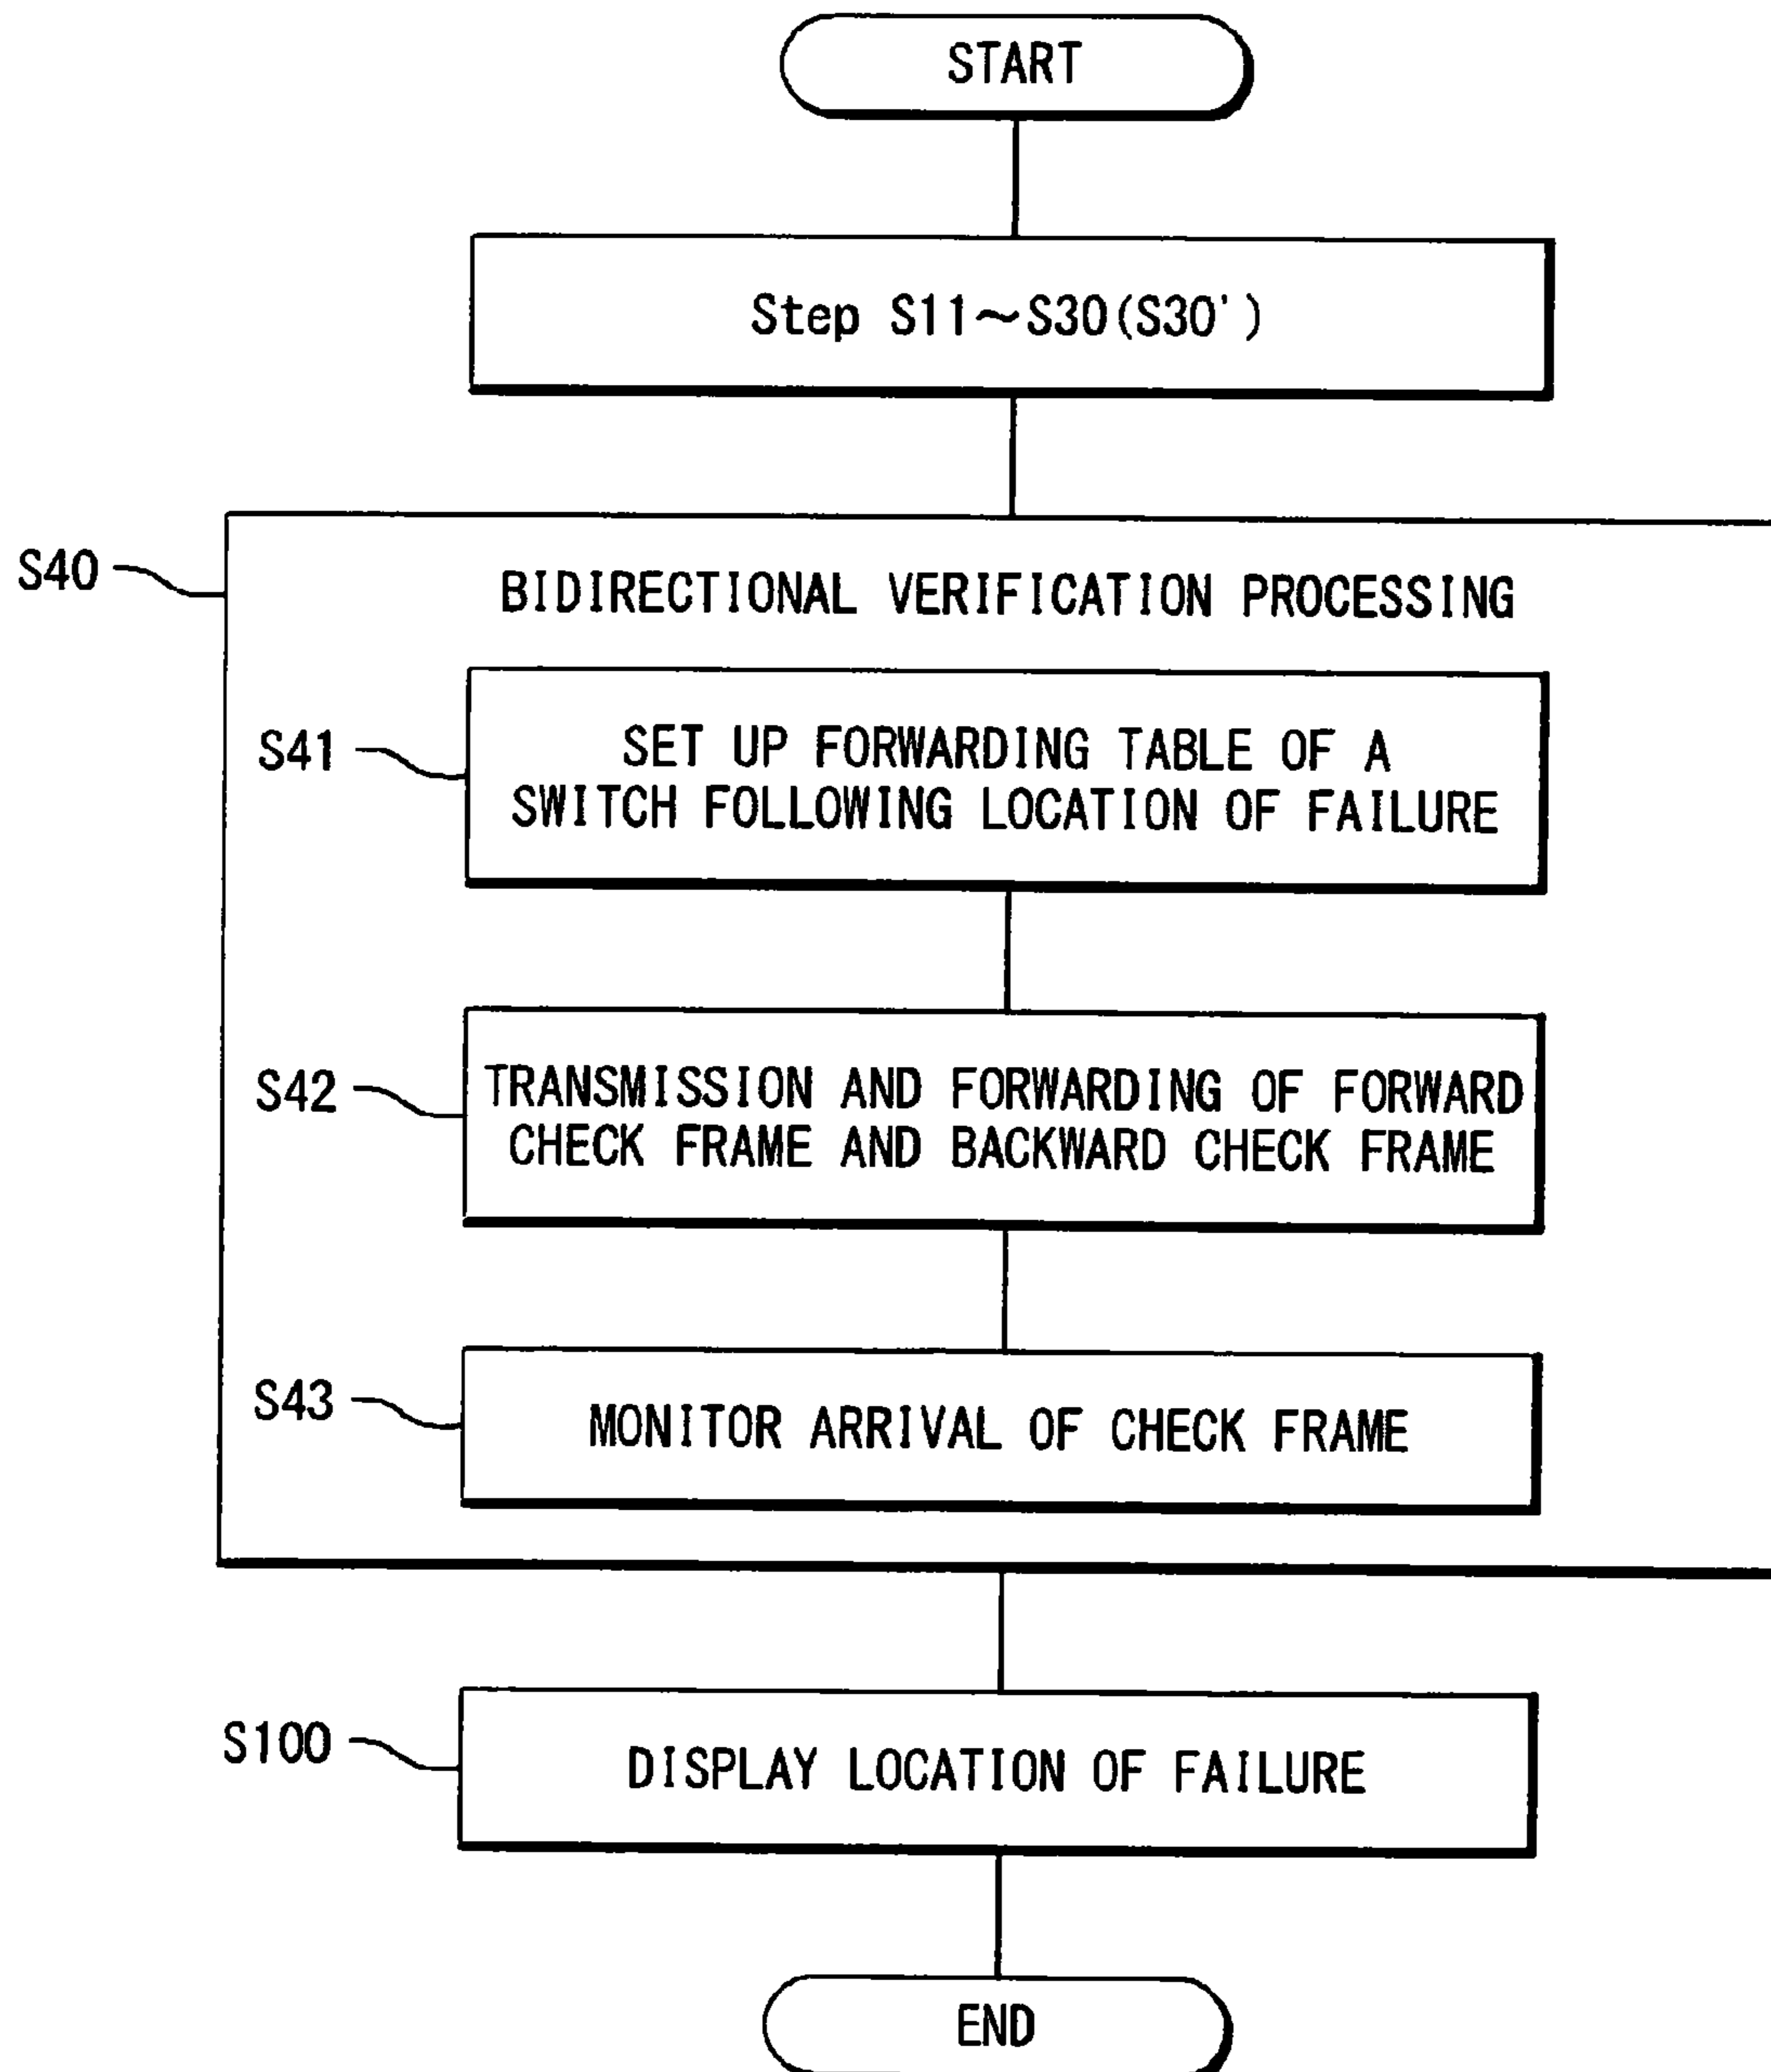 START
Step S11~S30(S30')
S40
BIDIRECTIONAL VERIFICATION PROCESSING
S41
SET UP FORWARDING TABLE OF A
SWITCH FOLLOWING LOCATION OF FAILURE
S42
TRANSMISSION AND FORWARDING OF FORWARD
CHECK FRAME AND BACKWARD CHECK FRAME
S43
MONITOR ARRIVAL OF CHECK FRAME
S100
DISPLAY LOCATION OF FAILURE
END